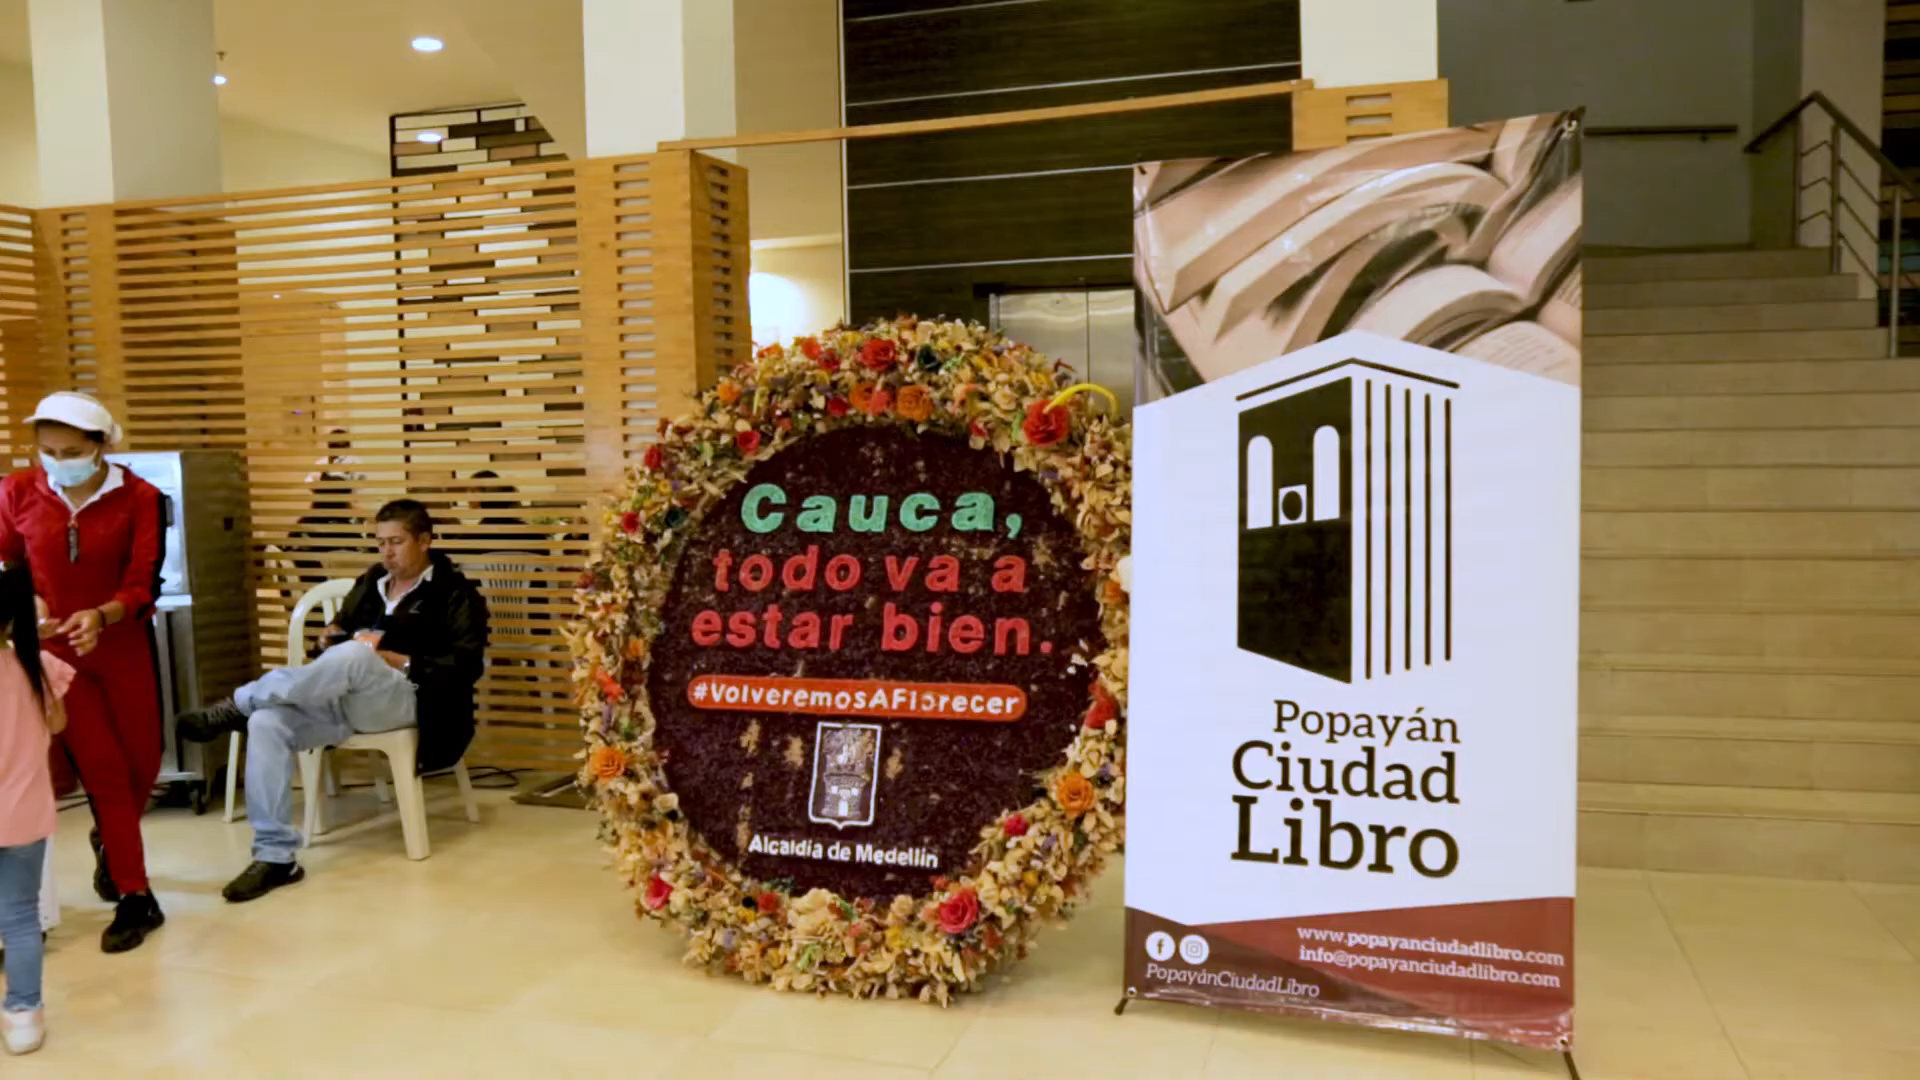 Cauca,
todo va a
estar bien.
#VolveremosAFlorecer
Alcaldía de Medellín
Popayán
Ciudad
Libro
www.popayanciudadlibro.com
info@popayanciudadlibro.com
PopayánCiudadLibro